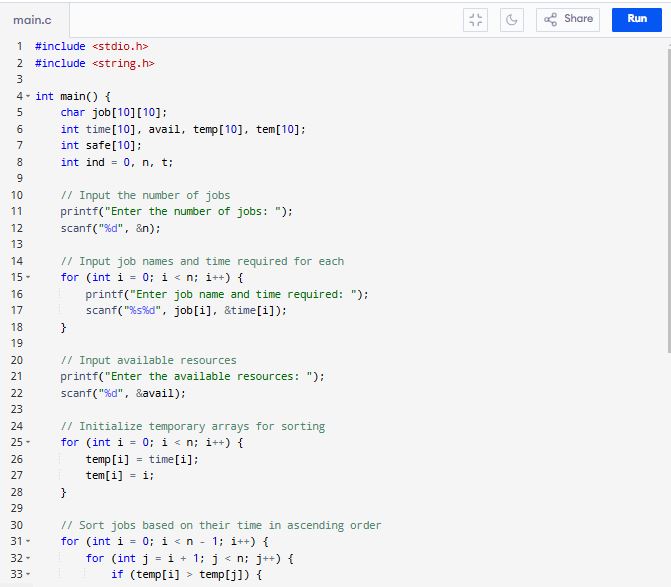 main.c
Share
Run
1 #include <stdio.h>
2 #include <string.h>
3
4 int main() {
5     char job[10][10];
6     int time[10], avail, temp[10], tem[10];
7     int safe[10];
8     int ind = 0, n, t;
9
10     // Input the number of jobs
11     printf("Enter the number of jobs: ");
12     scanf("%d", &n);
13
14     // Input job names and time required for each
15     for (int i = 0; i < n; i++) {
16         printf("Enter job name and time required: ");
17         scanf("%s%d", job[i], &time[i]);
18     }
19
20     // Input available resources
21     printf("Enter the available resources: ");
22     scanf("%d", &avail);
23
24     // Initialize temporary arrays for sorting
25     for (int i = 0; i < n; i++) {
26         temp[i] = time[i];
27         tem[i] = i;
28     }
29
30     // Sort jobs based on their time in ascending order
31     for (int i = 0; i < n - 1; i++) {
32         for (int j = i + 1; j < n; j++) {
33             if (temp[i] > temp[j]) {